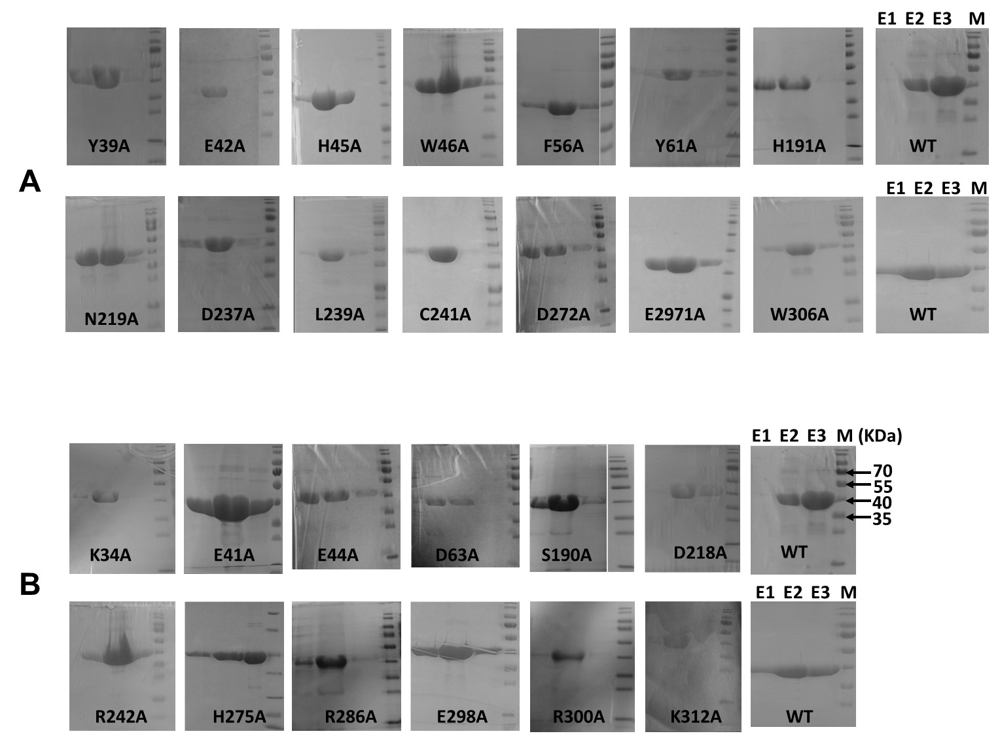 E1 E2 E3 M
Y39A E42A H45A W46A F56A Y61A H191A WT
A
E1 E2 E3 M
N219A D237A L239A C241A D272A E2971A W306A WT
E1 E2 E3 M (KDa)
70
55
40
35
K34A E41A E44A D63A S190A D218A WT
B
E1 E2 E3 M
R242A H275A R286A E298A R300A K312A WT